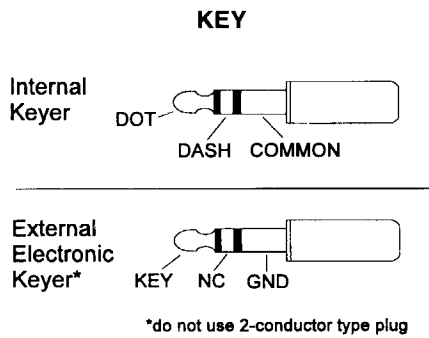 KEY
Internal
Keyer
DOT
DASH COMMON
External
Electronic
Keyer*
KEY NC GND
*do not use 2-conductor type plug